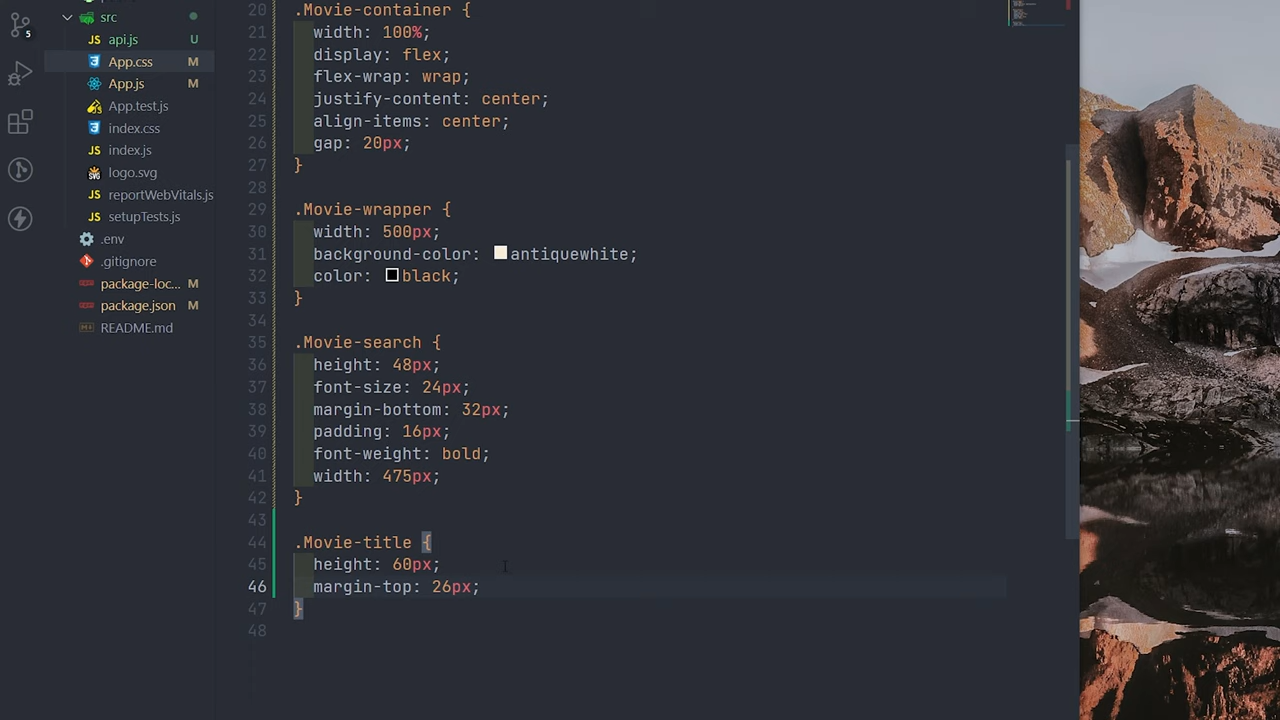 src
JS api.js U
App.css M
App.js M
App.test.js
index.css
JS index.js
logo.svg
JS reportWebVitals.js
JS setupTests.js
.env
.gitignore
package-loc... M
package.json M
README.md
5
20 .Movie-container {
21 width: 100%;
22 display: flex;
23 flex-wrap: wrap;
24 justify-content: center;
25 align-items: center;
26 gap: 20px;
27 }
28
29 .Movie-wrapper {
30 width: 500px;
31 background-color: antiquewhite;
32 color: black;
33 }
34
35 .Movie-search {
36 height: 48px;
37 font-size: 24px;
38 margin-bottom: 32px;
39 padding: 16px;
40 font-weight: bold;
41 width: 475px;
42 }
43
44 .Movie-title {
45 height: 60px;
46 margin-top: 26px;
47 }
48